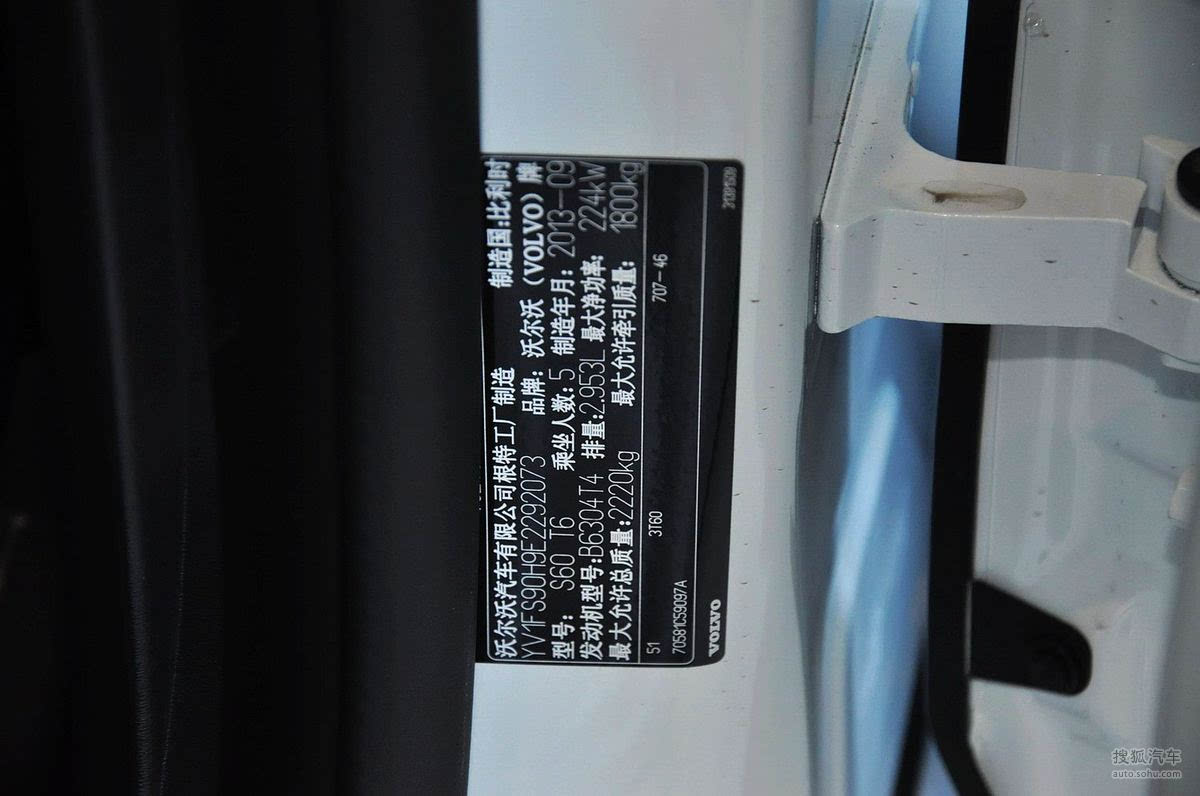 沃尔沃汽车有限公司根特工厂制造 制造国:比利时
YV1FS90H9E2292073 品牌: 沃尔沃(VOLVO)牌
型号: S60 T6 乘坐人数: 5 制造年月: 2013-09
发动机型号:B6304T4 排量:2.953L 最大净功率: 224kW
最大允许总质量:2220kg 最大允许牵引质量: 1800kg
51 3T60 707-46
70581C59097A
VOLVO
搜狐汽车
auto.sohu.com